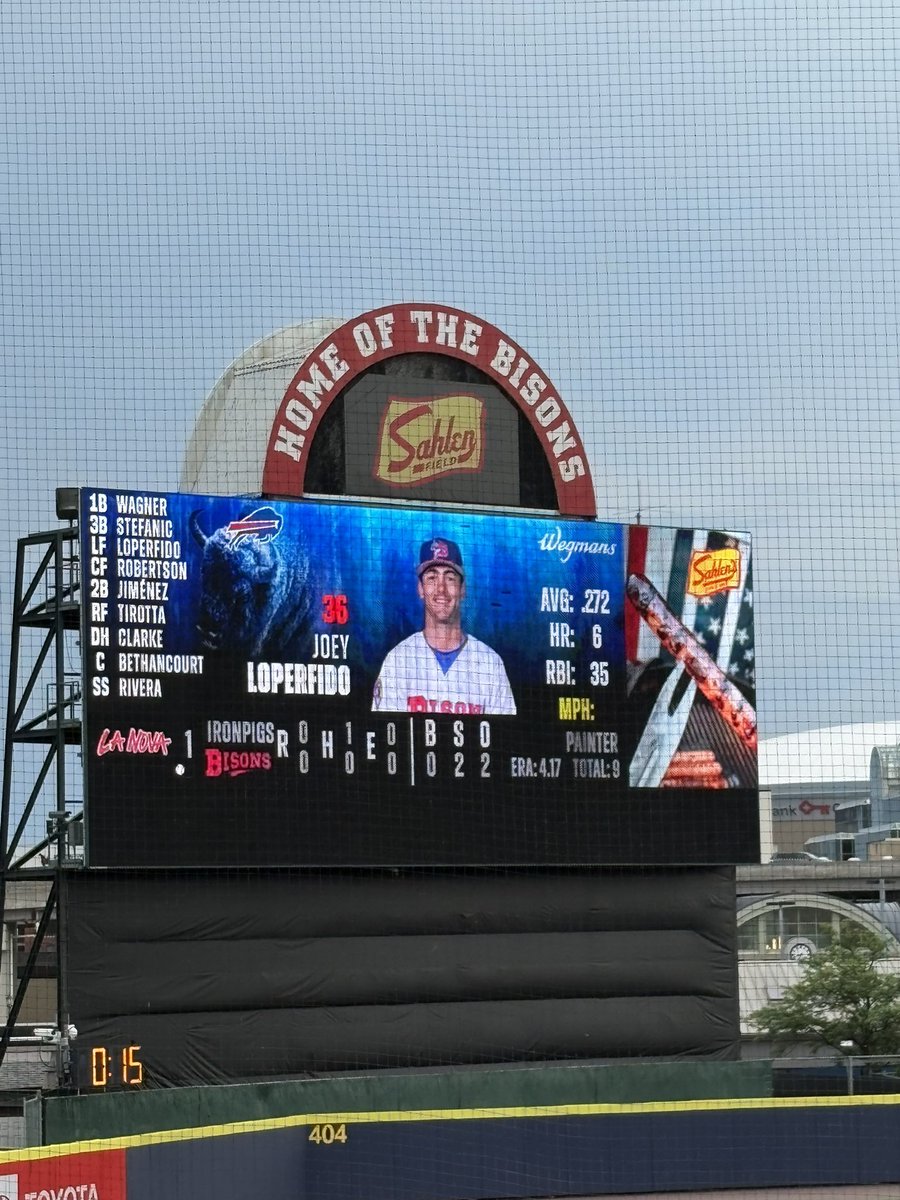 HOME OF THE BISONS
Sahlen
FIELD
1B WAGNER
3B STEFANIC
LF LOPERFIDO
CF ROBERTSON
2B JIMÉNEZ
RF TIROTTA
DH CLARKE
C BETHANCOURT
SS RIVERA
36
JOEY
LOPERFIDO
BISON
Wegmans
AVG: .272
HR: 6
RBI: 35
MPH:
Sahlen's
LA NOVA
1
IRONPIGS
BISONS
R 0 0
H 1 0
E 0 0
B S O
0 2 2
PAINTER
ERA: 4.17 TOTAL: 9
ank
0:15
404
TOYOTA